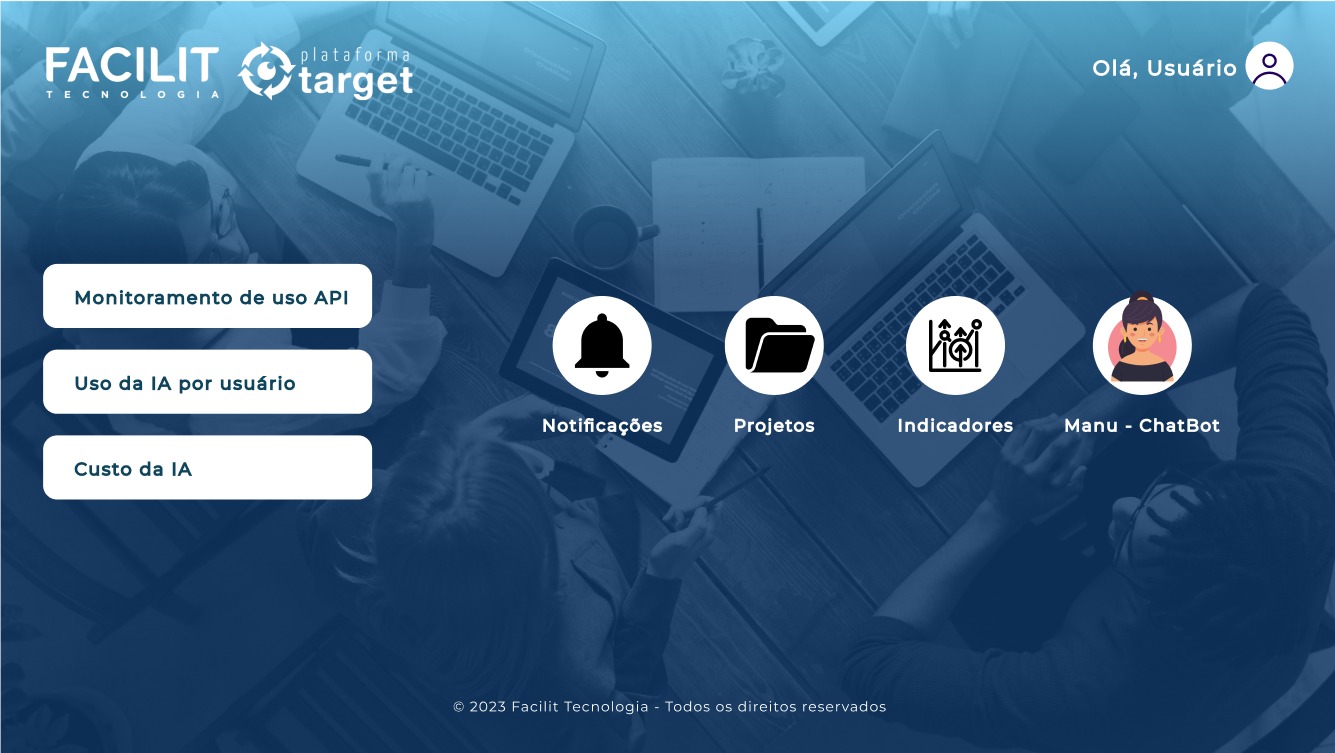 FACILIT
TECNOLOGIA
plataforma
target
Olá, Usuário
Monitoramento de uso API
Uso da IA por usuário
Custo da IA
Notificações
Projetos
Indicadores
Manu - ChatBot
© 2023 Facilit Tecnologia - Todos os direitos reservados